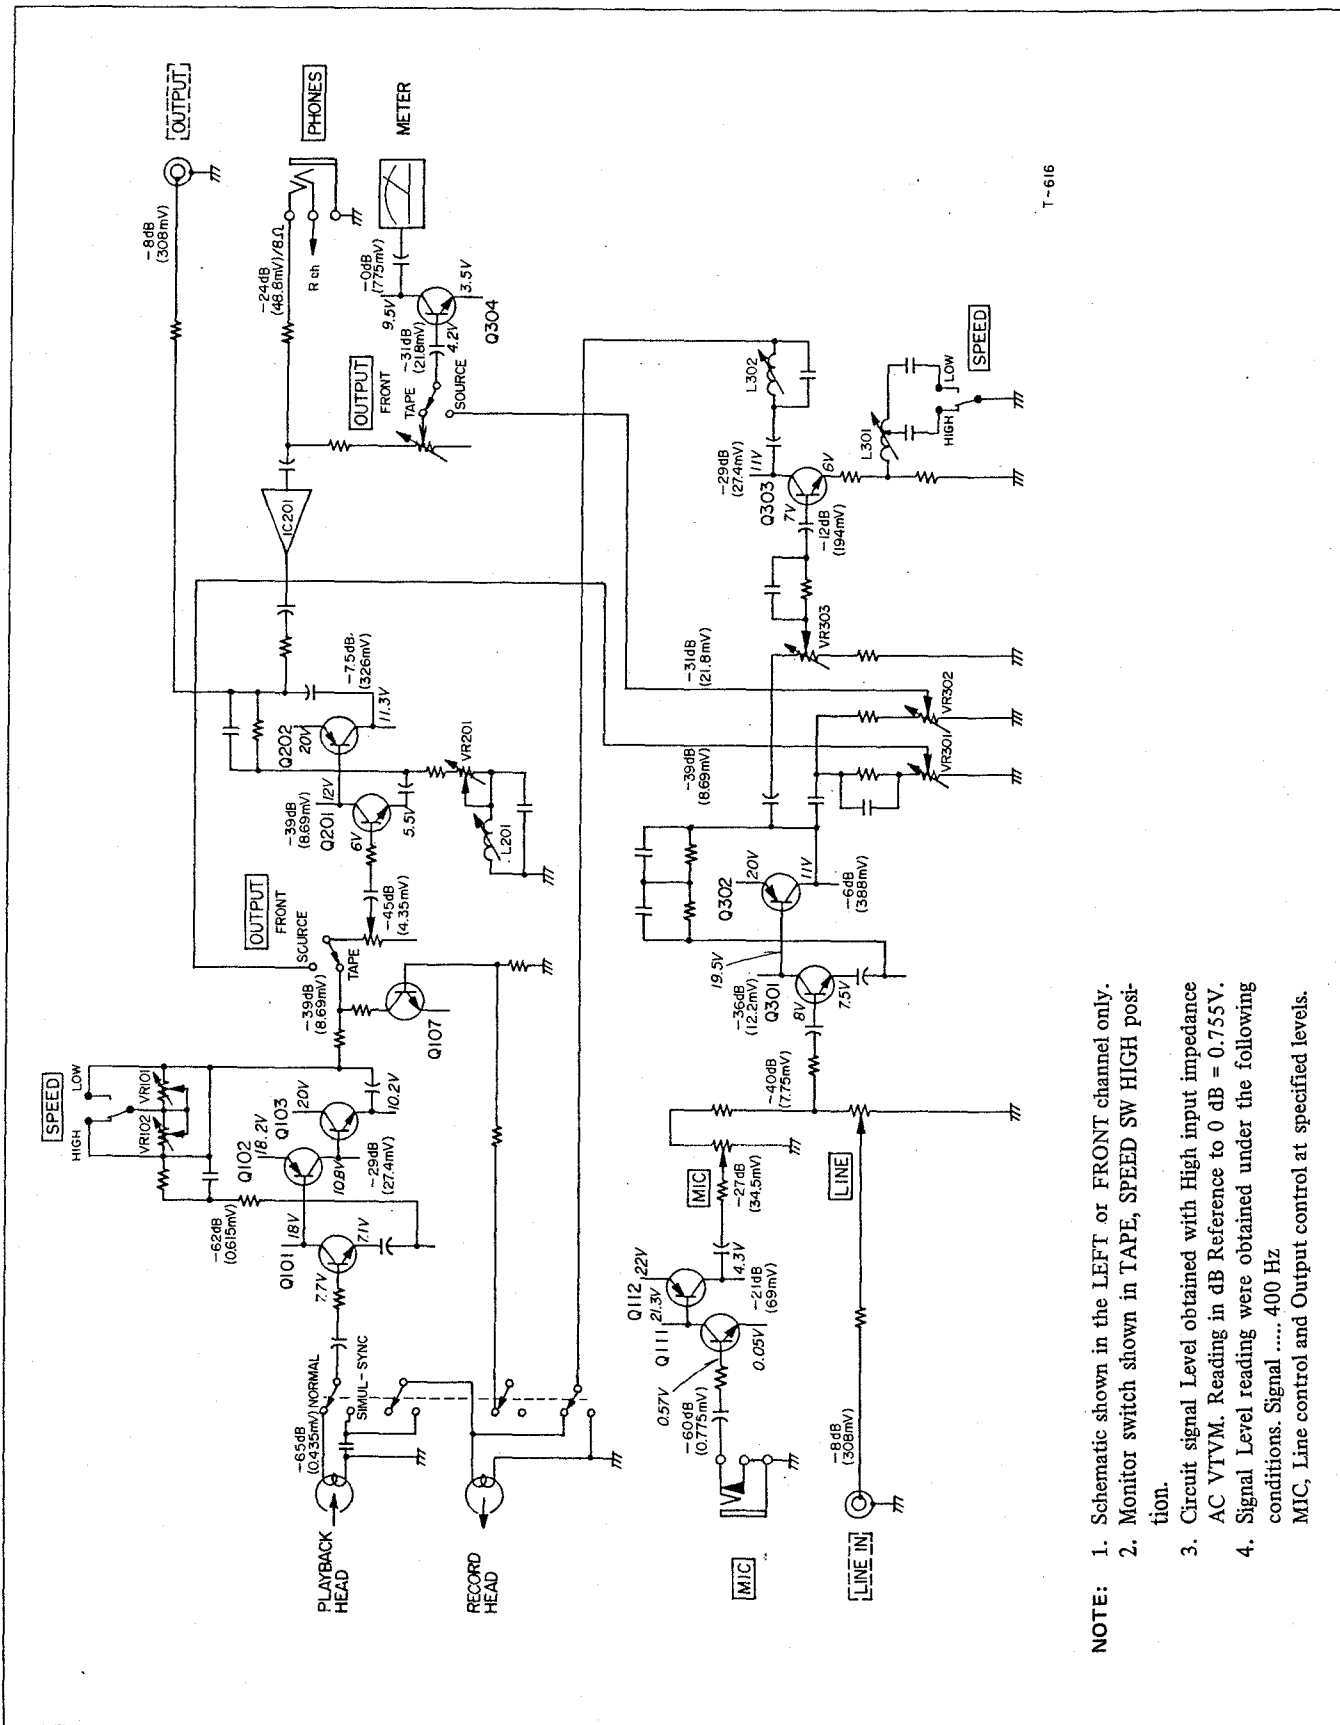 SPEED
HIGH
LOW
VR102
VR101
-62dB
(0.615mV)
Q101
18V
7.7V
7.1V
Q102
18.2V
10.8V
-29dB
(27.4mV)
Q103
20V
10.2V
-39dB
(8.69mV)
Q107
OUTPUT
FRONT
SOURCE
TAPE
-45dB
(4.35mV)
-39dB
(8.69mV)
Q201
12V
6V
5.5V
L201
VR201
Q202
20V
11.3V
-7.5dB
(326mV)
IC201
-8dB
(308mV)
OUTPUT
-24dB
(48.8mV)/8Ω
R ch
PHONES
OUTPUT
FRONT
TAPE
SOURCE
-31dB
(21.8mV)
9.5V
-0dB
(775mV)
4.2V
3.5V
Q304
METER
-65dB
(0.435mV)
NORMAL
SIMUL-SYNC
PLAYBACK
HEAD
RECORD
HEAD
MIC
-60dB
(0.775mV)
0.57V
Q111
21.3V
0.05V
Q112
22V
4.3V
-21dB
(69mV)
MIC
-27dB
(34.5mV)
LINE IN
-8dB
(308mV)
LINE
-40dB
(7.75mV)
-36dB
(12.2mV)
Q301
19.5V
8V
7.5V
Q302
20V
11V
-6dB
(388mV)
-39dB
(8.69mV)
VR301
VR302
-31dB
(21.8mV)
VR303
-12dB
(194mV)
Q303
7V
-29dB
(27.4mV)
11V
6V
L302
L301
HIGH
LOW
SPEED
T-616
NOTE: 1. Schematic shown in the LEFT or FRONT channel only.
2. Monitor switch shown in TAPE, SPEED SW HIGH posi-
tion.
3. Circuit signal Level obtained with High input impedance
AC VTVM. Reading in dB Reference to 0 dB = 0.755V.
4. Signal Level reading were obtained under the following
conditions. Signal ..... 400 Hz
MIC, Line control and Output control at specified levels.